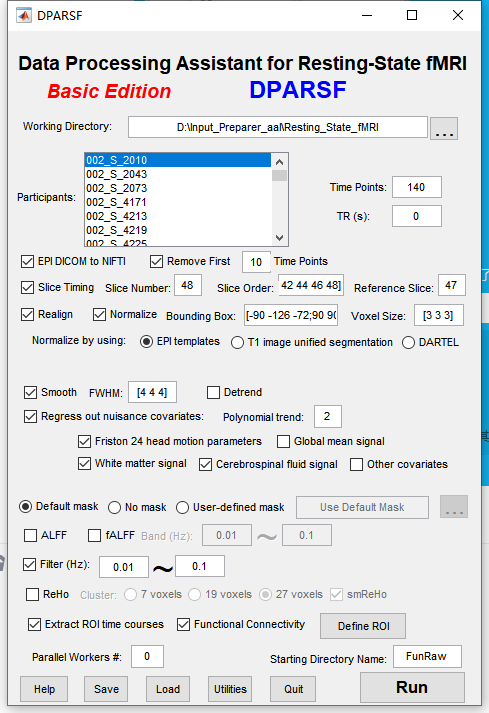 DPARSF
Data Processing Assistant for Resting-State fMRI
Basic Edition DPARSF
Working Directory: D:\Input_Preparer_aal\Resting_State_fMRI ...
Participants:
002_S_2010
002_S_2043
002_S_2073
002_S_4171
002_S_4213
002_S_4219
002_S_4225
Time Points: 140
TR (s): 0
EPI DICOM to NIFTI Remove First 10 Time Points
Slice Timing Slice Number: 48 Slice Order: 42 44 46 48] Reference Slice: 47
Realign Normalize Bounding Box: [-90 -126 -72;90 90 Voxel Size: [3 3 3]
Normalize by using: EPI templates T1 image unified segmentation DARTEL
Smooth FWHM: [4 4 4] Detrend
Regress out nuisance covariates: Polynomial trend: 2
Friston 24 head motion parameters Global mean signal
White matter signal Cerebrospinal fluid signal Other covariates
Default mask No mask User-defined mask Use Default Mask ...
ALFF fALFF Band (Hz): 0.01 ~ 0.1
Filter (Hz): 0.01 ~ 0.1
ReHo Cluster: 7 voxels 19 voxels 27 voxels smReHo
Extract ROI time courses Functional Connectivity Define ROI
Parallel Workers #: 0 Starting Directory Name: FunRaw
Help Save Load Utilities Quit Run